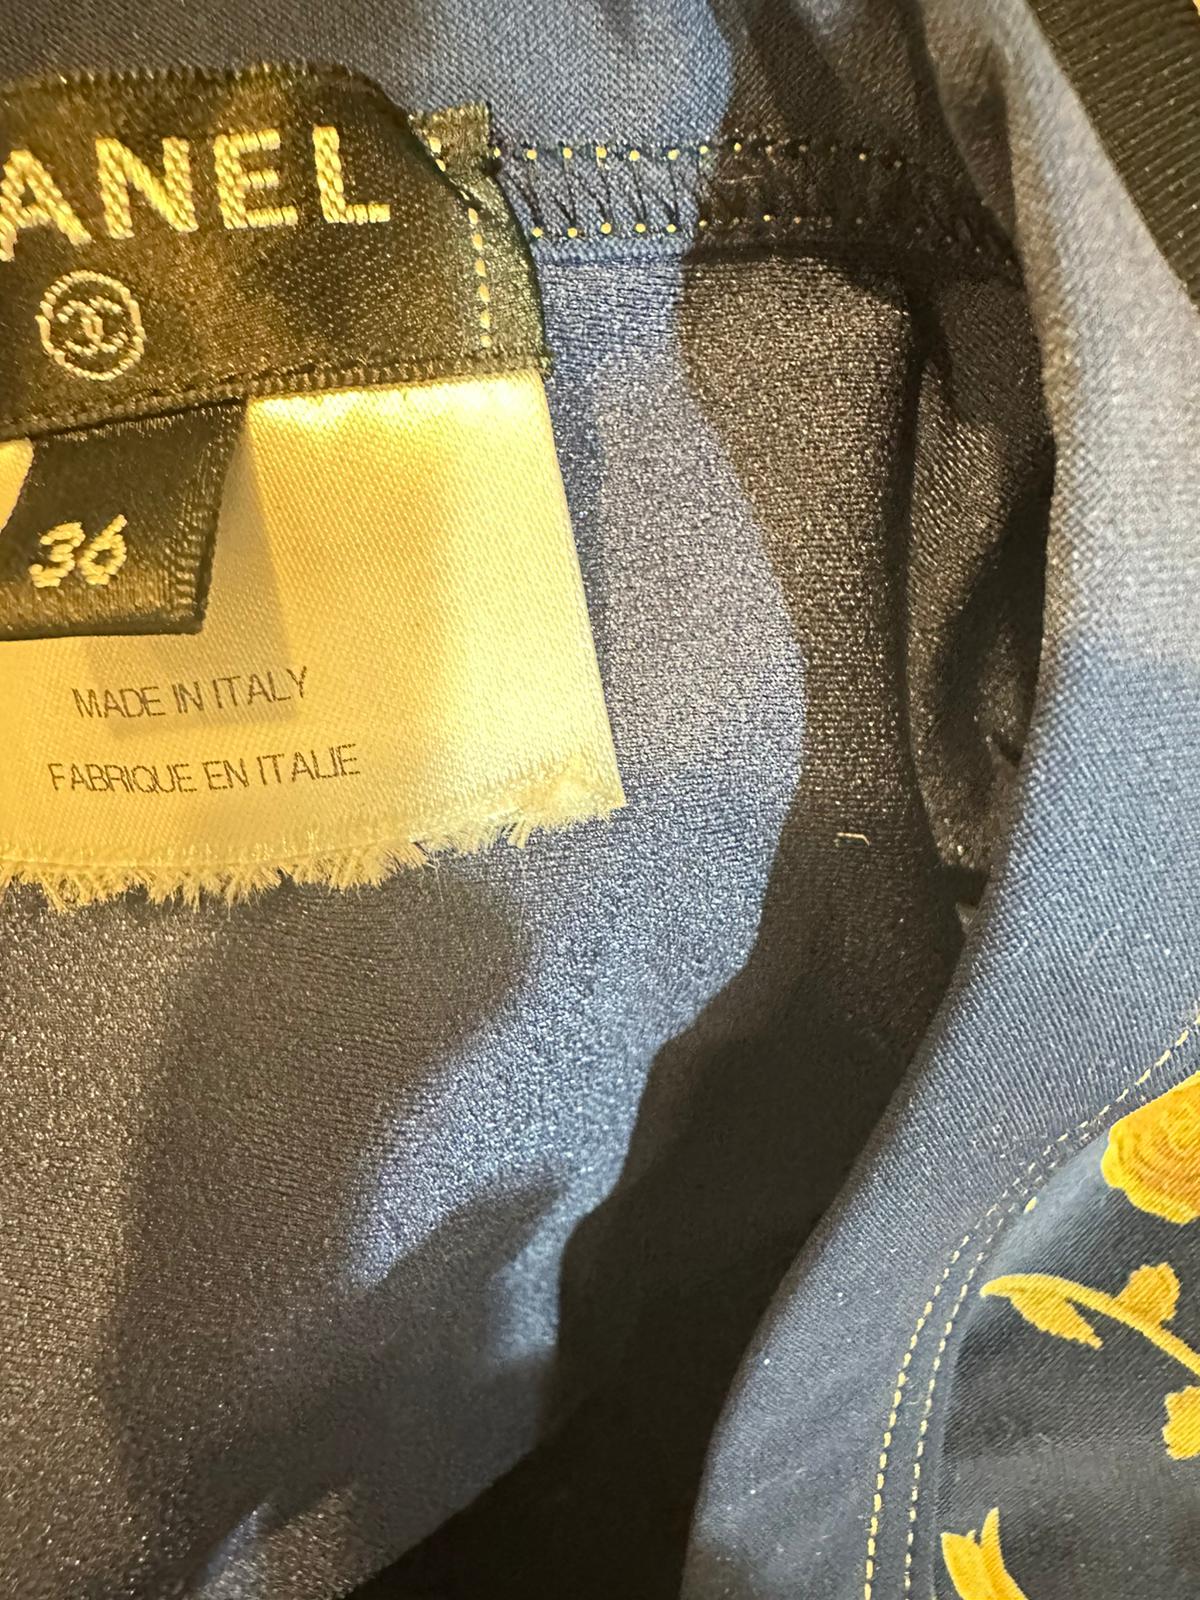 ANEL
36
MADE IN ITALY
FABRIQUE EN ITALIE